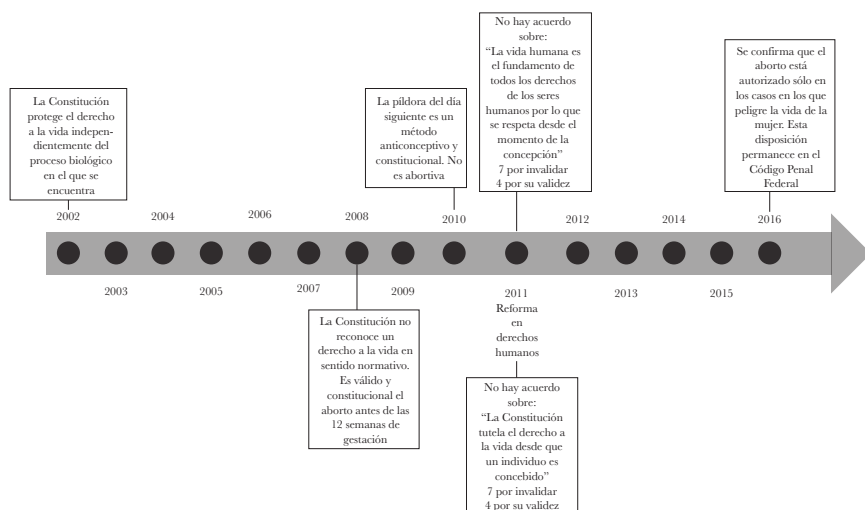 No hay acuerdo
sobre:
“La vida humana es
el fundamento de
todos los derechos
de los seres
humanos por lo que
se respeta desde el
momento de la
concepción”
7 por invalidar
4 por su validez
Se confirma que el
aborto está
autorizado sólo en
los casos en los que
peligre la vida de la
mujer. Esta
disposición
permanece en el
Código Penal
Federal
La Constitución
protege el derecho
a la vida indepen-
dientemente del
proceso biológico
en el que se
encuentra
La píldora del día
siguiente es un
método
anticonceptivo y
constitucional. No
es abortiva
2002
2004
2006
2008
2010
2012
2014
2016
2003
2005
2007
2009
2011
2013
2015
Reforma
en
derechos
humanos
La Constitución no
reconoce un
derecho a la vida en
sentido normativo.
Es válido y
constitucional el
aborto antes de las
12 semanas de
gestación
No hay acuerdo
sobre:
“La Constitución
tutela el derecho a
la vida desde que
un individuo es
concebido”
7 por invalidar
4 por su validez